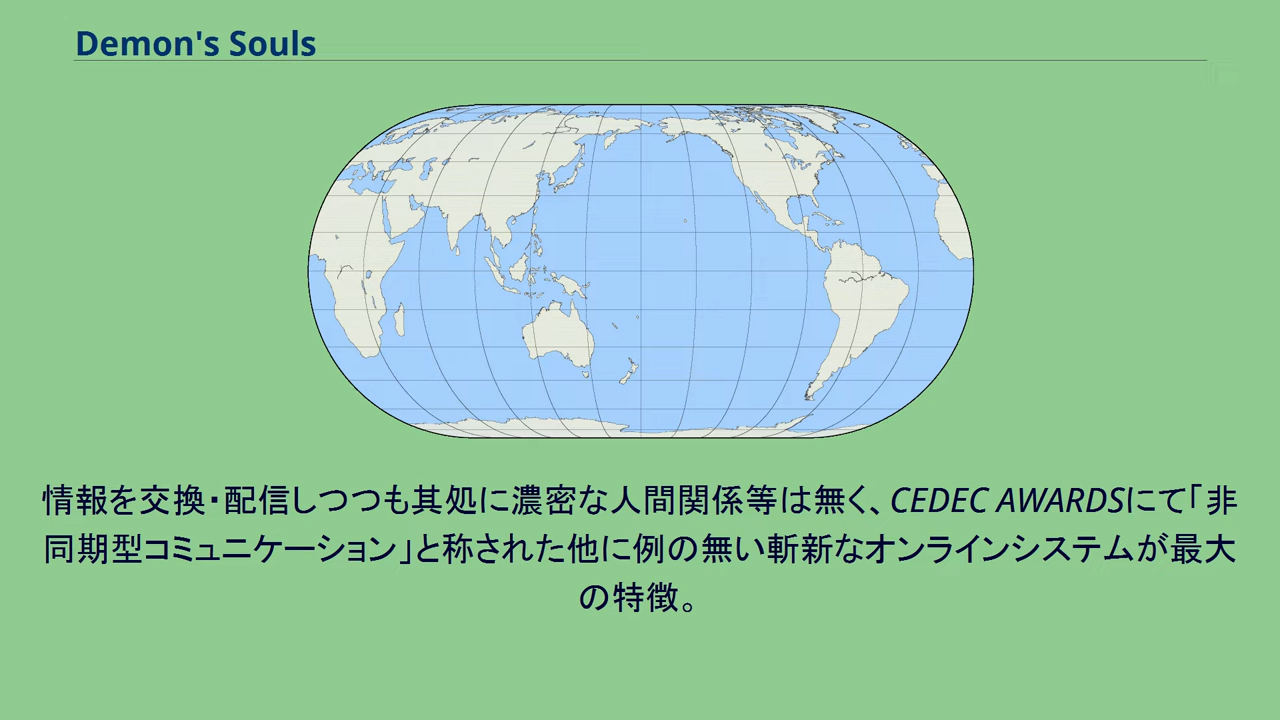 Demon's Souls
情報を交換・配信しつつも其処に濃密な人間関係等は無く、CEDEC AWARDSにて「非
同期型コミュニケーション」と称された他に例の無い斬新なオンラインシステムが最大
の特徴。